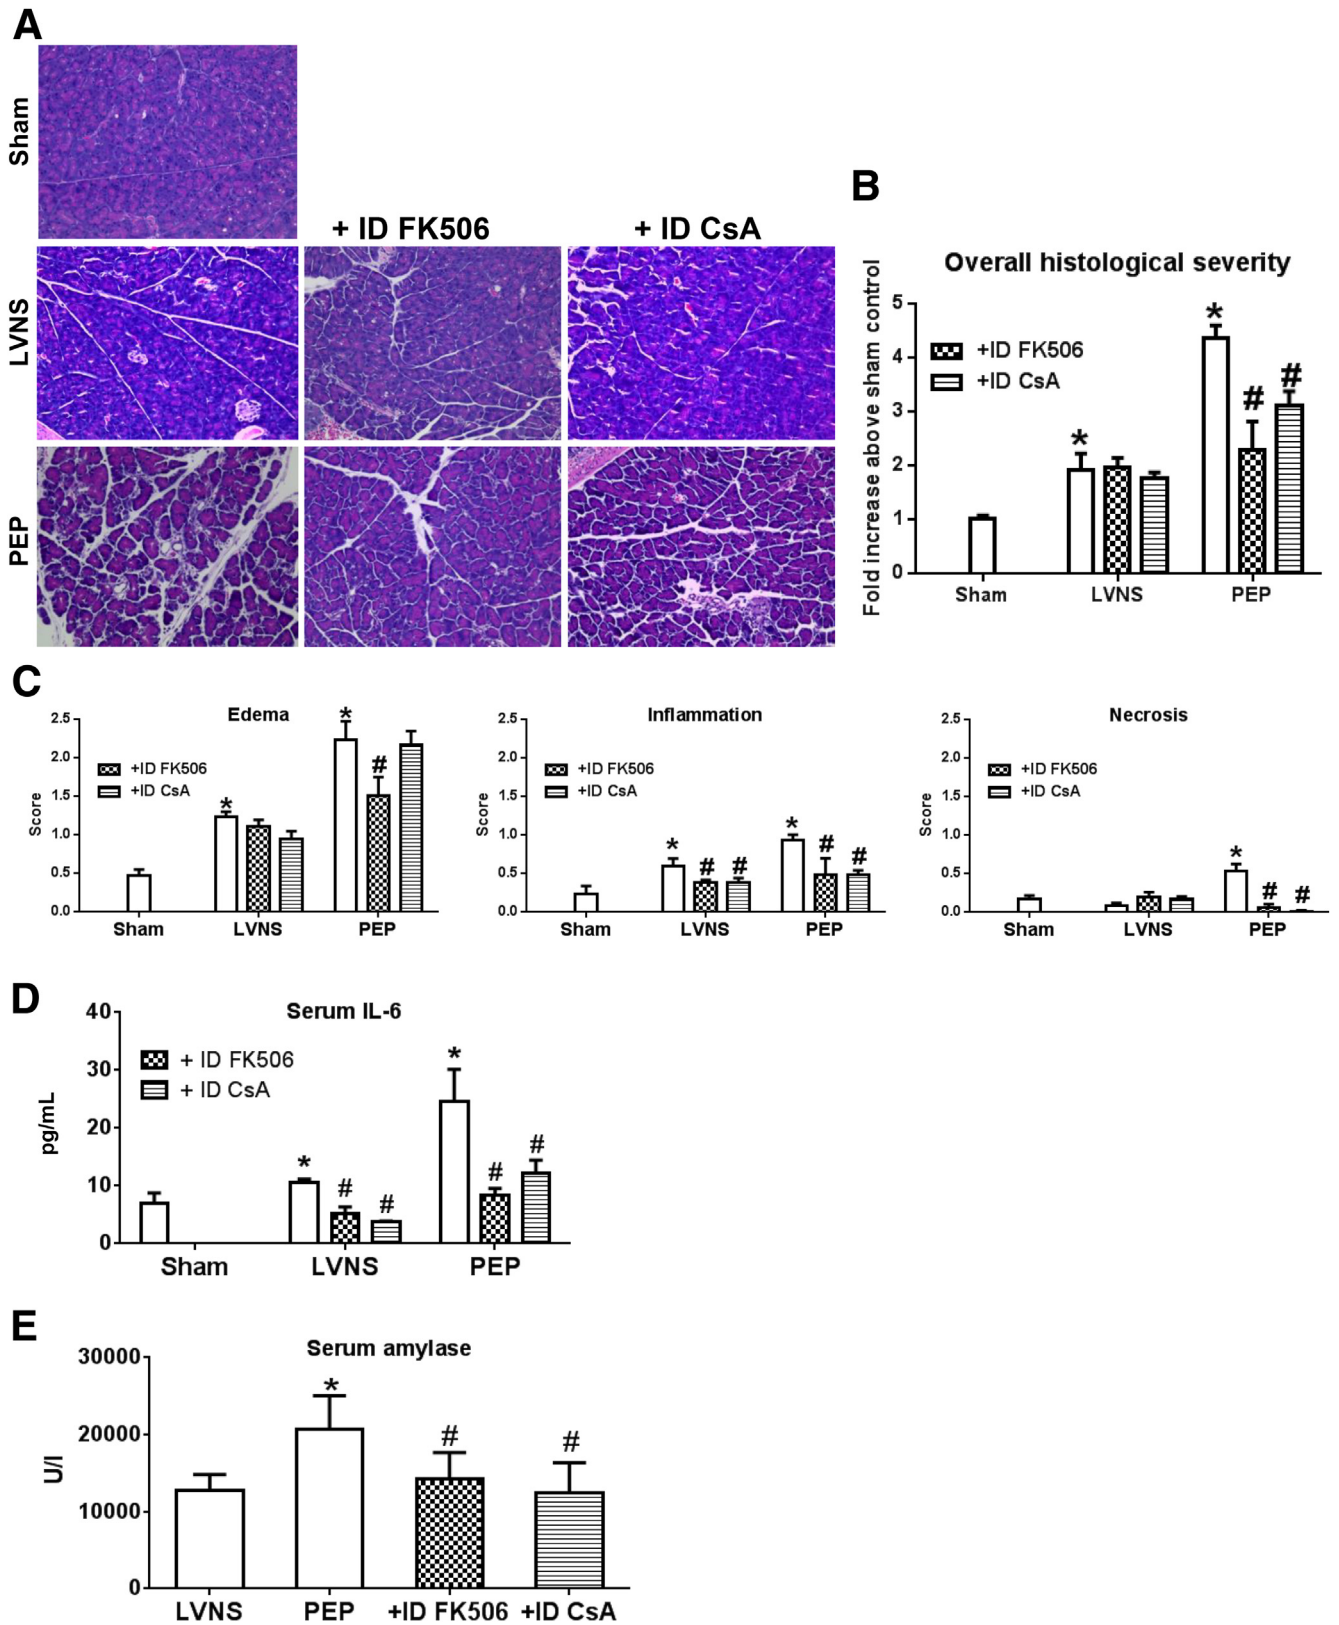 A
Sham
+ ID FK506
+ ID CsA
LVNS
PEP
B
Overall histological severity
Fold increase above sham control
5
4
3
2
1
0
+ID FK506
+ID CsA
*
*
#
#
Sham
LVNS
PEP
C
Edema
Score
2.5
2.0
1.5
1.0
0.5
0.0
+ID FK506
+ID CsA
*
*
#
Sham
LVNS
PEP
Inflammation
Score
2.5
2.0
1.5
1.0
0.5
0.0
+ID FK506
+ID CsA
*
#
#
*
#
#
Sham
LVNS
PEP
Necrosis
Score
2.5
2.0
1.5
1.0
0.5
0.0
+ID FK506
+ID CsA
*
#
#
Sham
LVNS
PEP
D
Serum IL-6
pg/mL
40
30
20
10
0
+ ID FK506
+ ID CsA
*
#
#
*
#
#
Sham
LVNS
PEP
E
Serum amylase
U/l
30000
20000
10000
0
*
#
#
LVNS
PEP
+ID FK506
+ID CsA